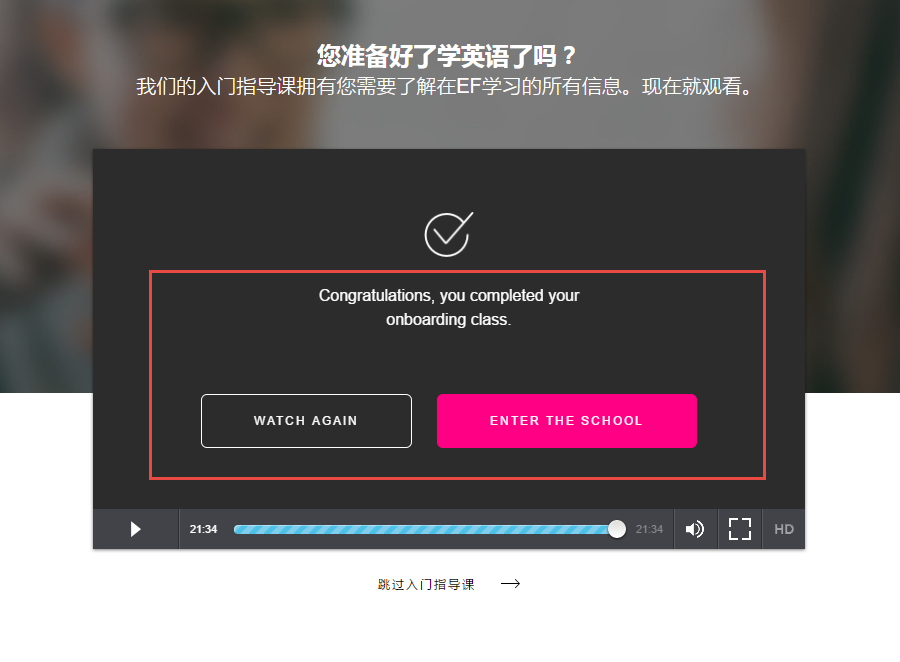 您准备好了学英语了吗？
我们的入门指导课拥有您需要了解在EF学习的所有信息。现在就观看。
Congratulations, you completed your
onboarding class.
WATCH AGAIN
ENTER THE SCHOOL
21:34
21:34
HD
跳过入门指导课